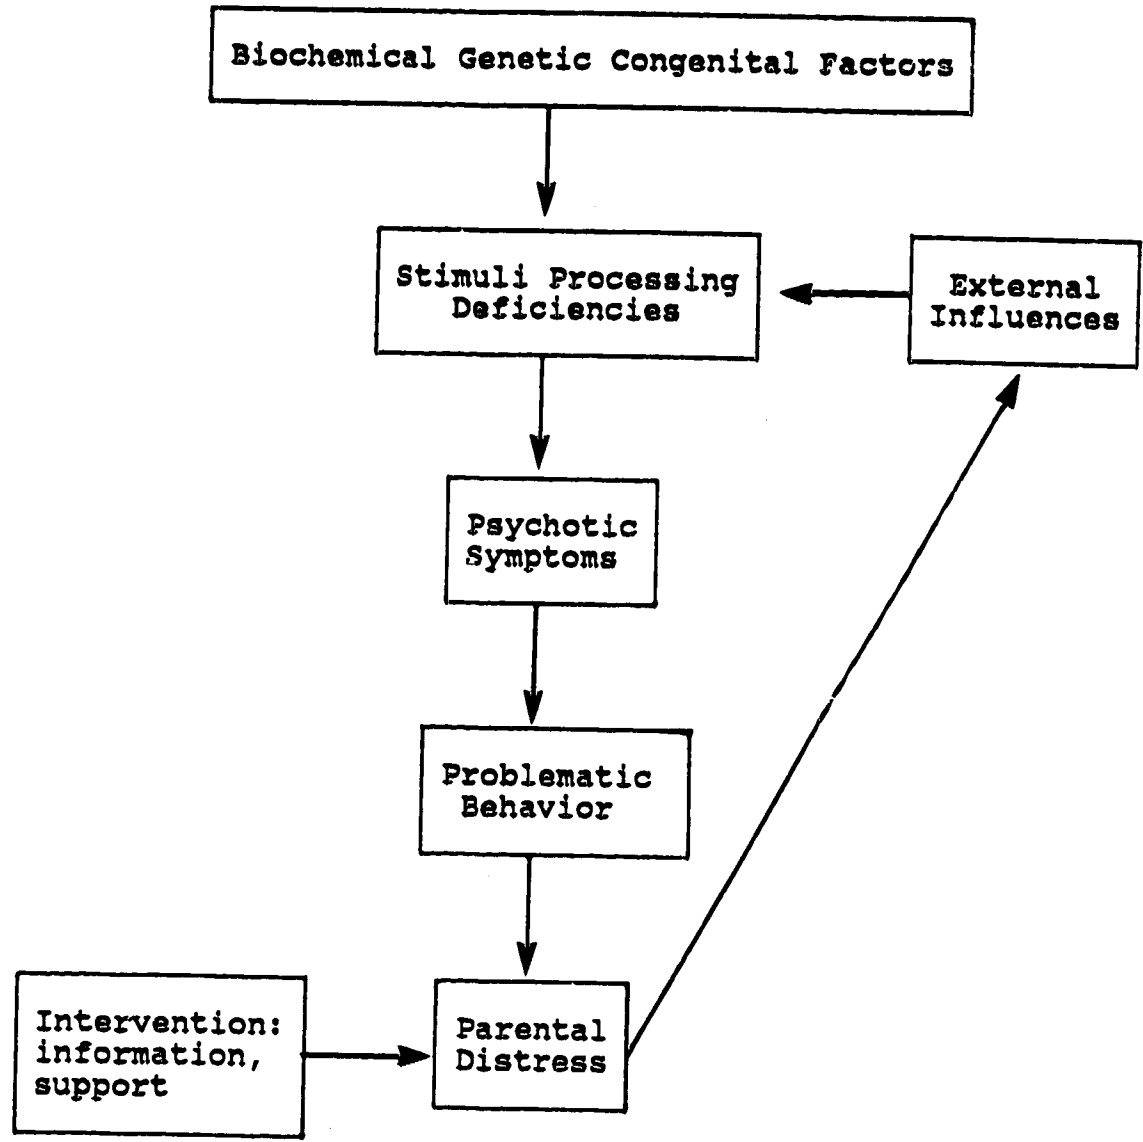 Biochemical Genetic Congenital Factors
Stimuli Processing
Deficiencies
External
Influences
Psychotic
Symptoms
Problematic
Behavior
Intervention:
information,
support
Parental
Distress